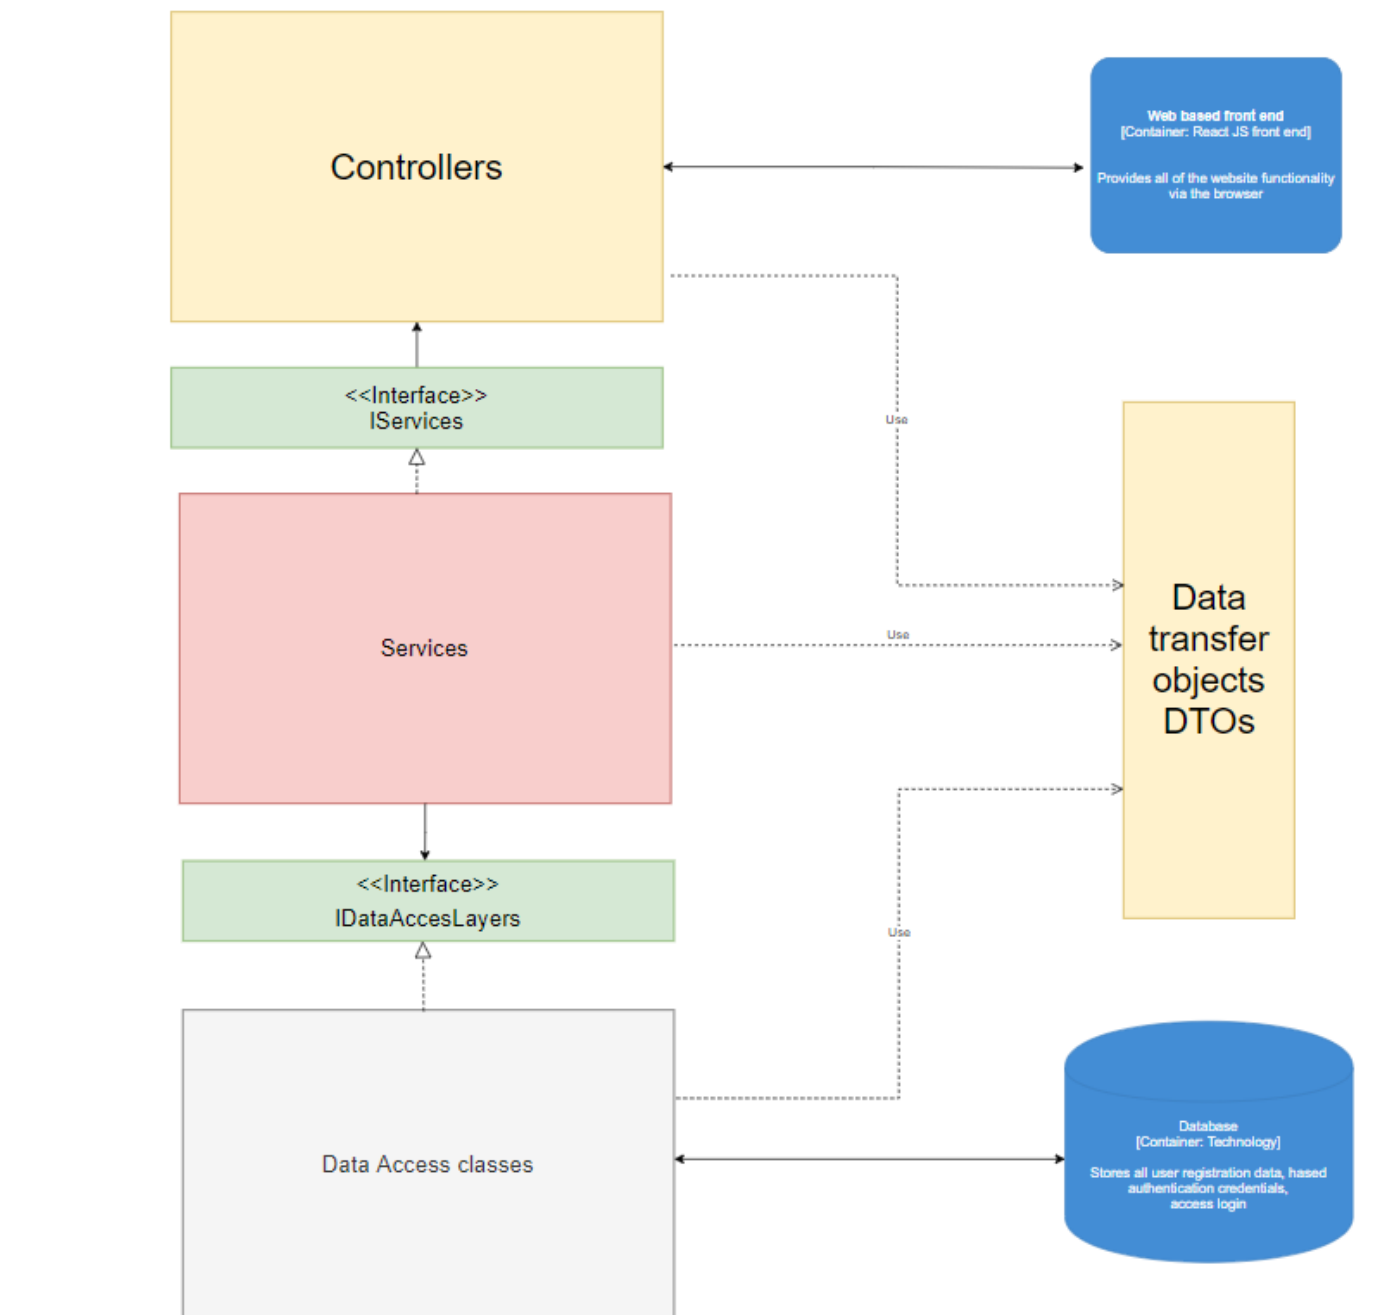 Controllers
Web based front end
[Container: React JS front end]
Provides all of the website functionality
via the browser
<<Interface>>
IServices
Use
Services
Use
Data
transfer
objects
DTOs
<<Interface>>
IDataAccesLayers
Use
Data Access classes
Database
[Container: Technology]
Stores all user registration data, hased
authentication credentials,
access login